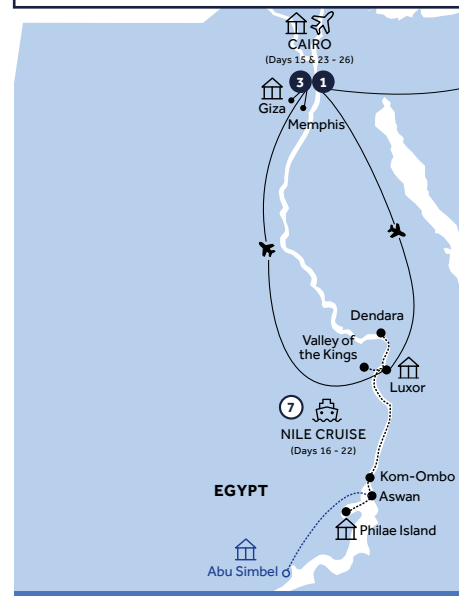 CAIRO
(Days 15 & 23 - 26)
3
1
Giza
Memphis
Dendara
Valley of
the Kings
Luxor
7
NILE CRUISE
(Days 16 - 22)
Kom-Ombo
EGYPT
Aswan
Philae Island
Abu Simbel